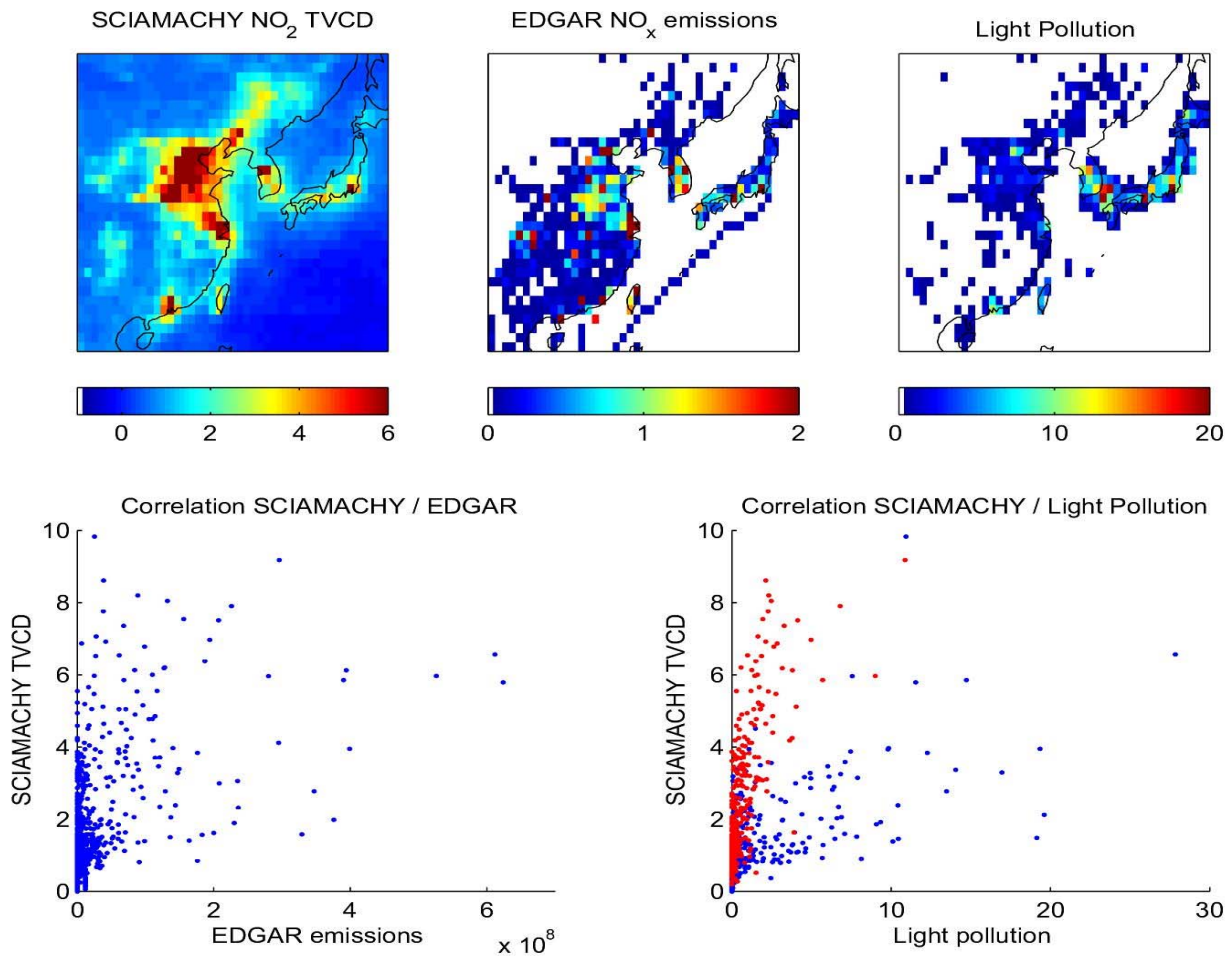 SCIAMACHY NO2 TVCD
EDGAR NOx emissions
Light Pollution
0 2 4 6
0 1 2
0 10 20
Correlation SCIAMACHY / EDGAR
10
8
6
4
2
0
SCIAMACHY TVCD
0 2 4 6
EDGAR emissions
x 10^8
Correlation SCIAMACHY / Light Pollution
10
8
6
4
2
0
SCIAMACHY TVCD
0 10 20 30
Light pollution